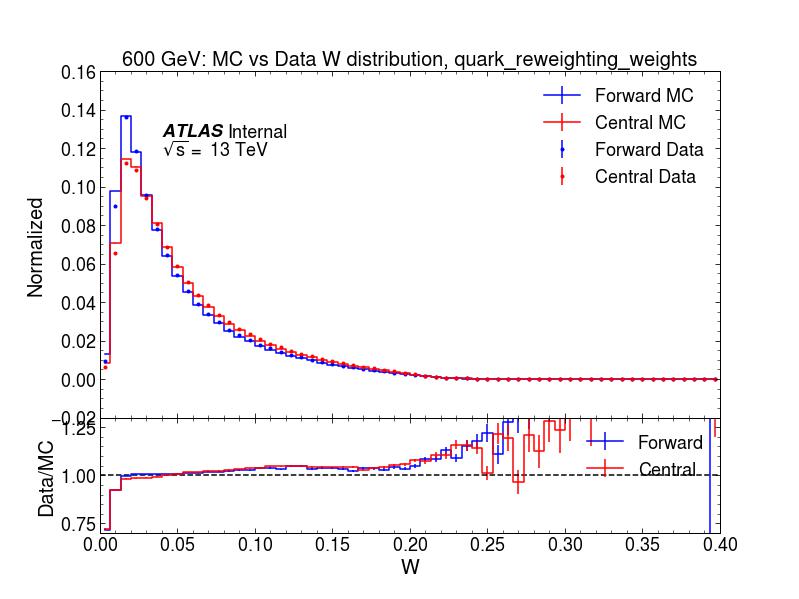 600 GeV: MC vs Data W distribution, quark_reweighting_weights
0.16
0.14
0.12
0.10
0.08
0.06
0.04
0.02
0.00
−0.02
Normalized
ATLAS Internal
√s = 13 TeV
Forward MC
Central MC
Forward Data
Central Data
1.25
1.00
0.75
Data/MC
Forward
Central
0.00 0.05 0.10 0.15 0.20 0.25 0.30 0.35 0.40
W